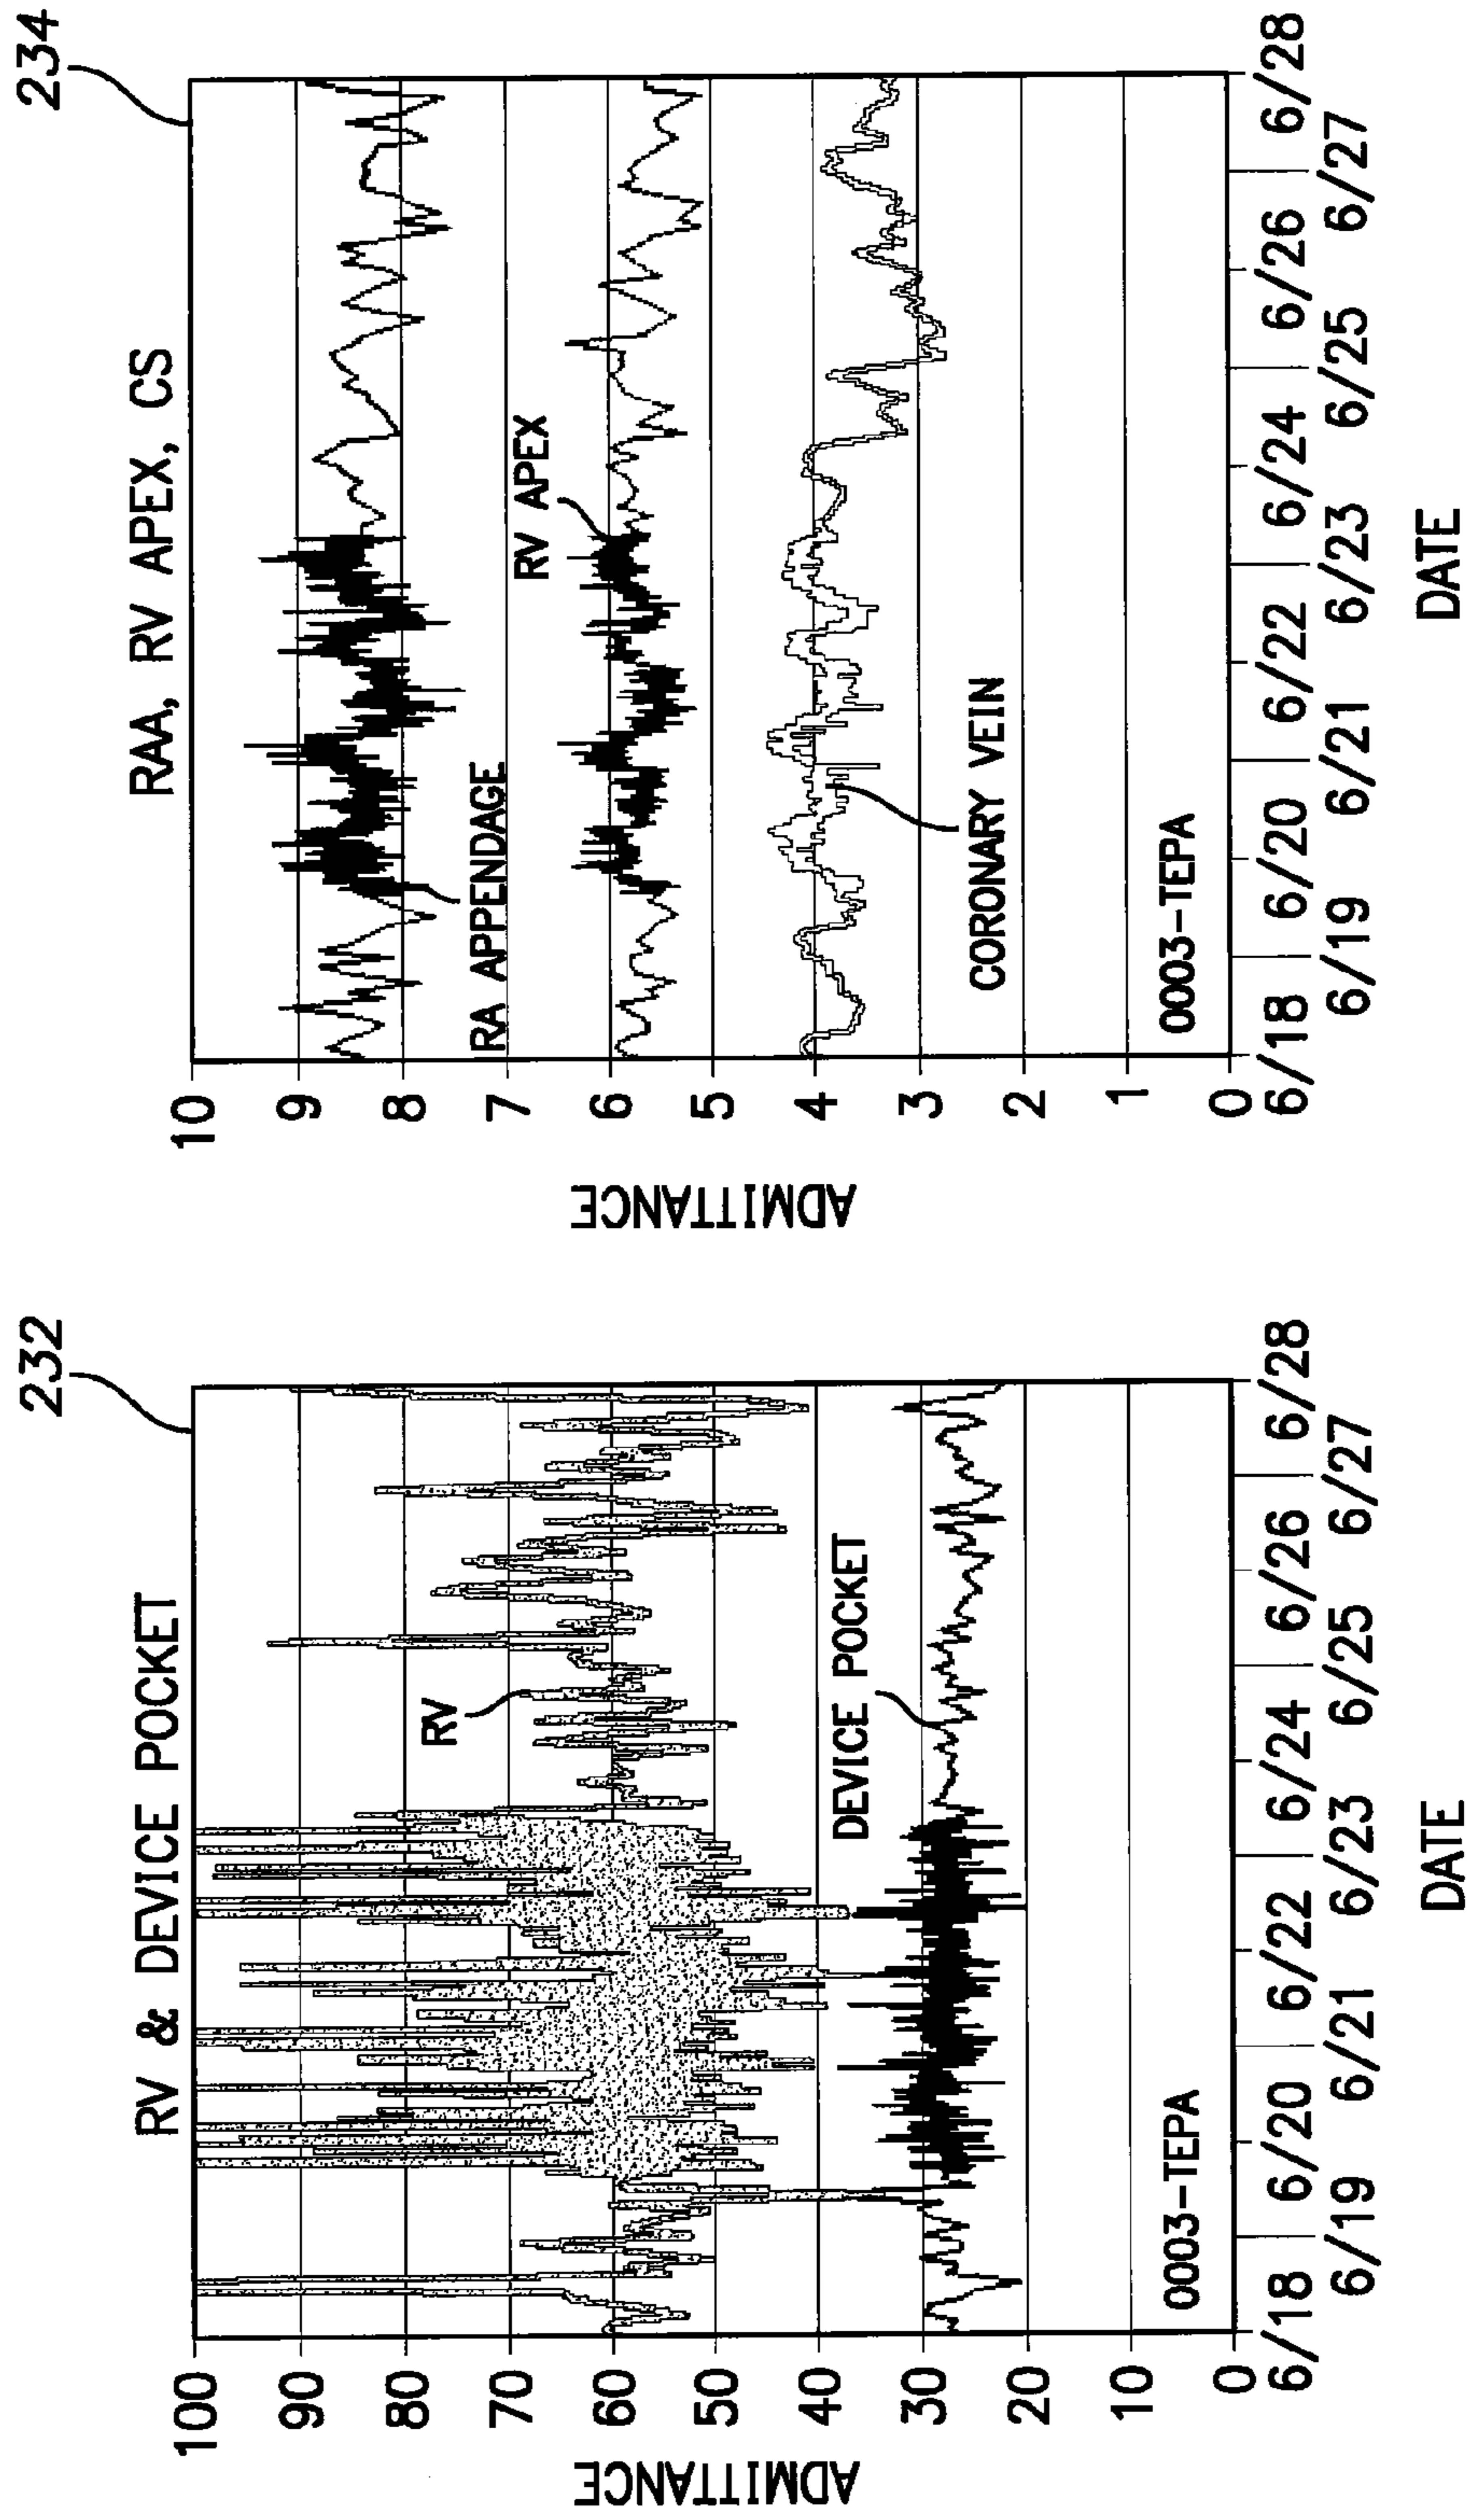 232
RV & DEVICE POCKET
ADMITTANCE
100
90
80
70
60
50
40
30
20
10
0
RV
DEVICE POCKET
0003-TEPA
6/18 6/20 6/22 6/24 6/26 6/28
6/19 6/21 6/23 6/25 6/27
DATE
234
RAA, RV APEX, CS
ADMITTANCE
10
9
8
7
6
5
4
3
2
1
0
RA APPENDAGE
RV APEX
CORONARY VEIN
0003-TEPA
6/18 6/20 6/22 6/24 6/26 6/28
6/19 6/21 6/23 6/25 6/27
DATE